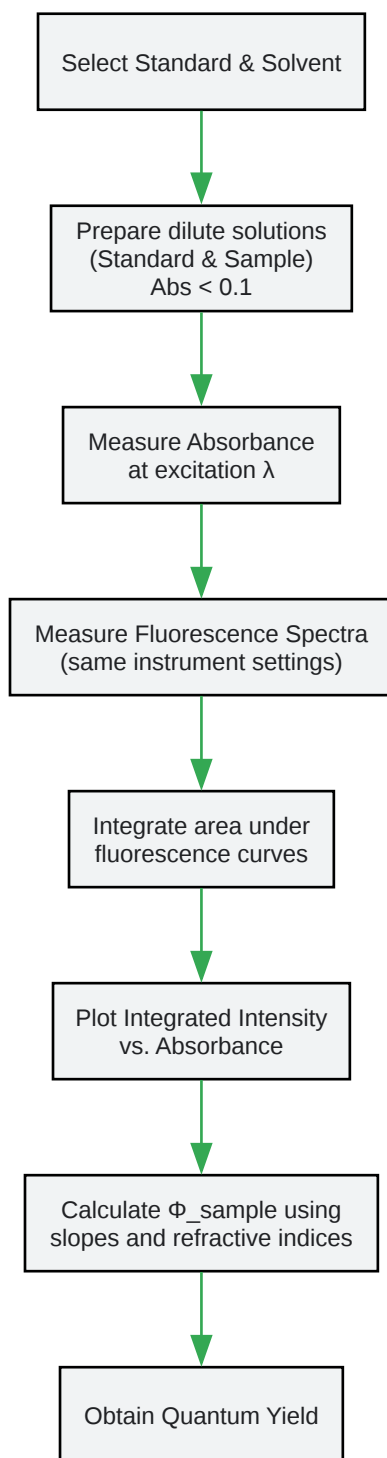 Select Standard & Solvent
Prepare dilute solutions
(Standard & Sample)
Abs < 0.1
Measure Absorbance
at excitation λ
Measure Fluorescence Spectra
(same instrument settings)
Integrate area under
fluorescence curves
Plot Integrated Intensity
vs. Absorbance
Calculate Φ_sample using
slopes and refractive indices
Obtain Quantum Yield